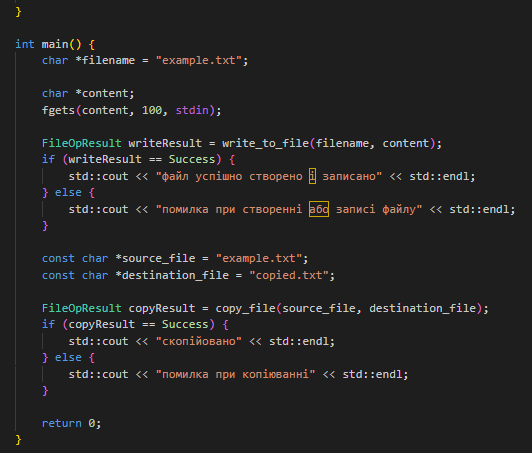 }
int main() {
char *filename = "example.txt";
char *content;
fgets(content, 100, stdin);
FileOpResult writeResult = write_to_file(filename, content);
if (writeResult == Success) {
std::cout << "файл успішно створено і записано" << std::endl;
} else {
std::cout << "помилка при створенні або записі файлу" << std::endl;
}
const char *source_file = "example.txt";
const char *destination_file = "copied.txt";
FileOpResult copyResult = copy_file(source_file, destination_file);
if (copyResult == Success) {
std::cout << "скопійовано" << std::endl;
} else {
std::cout << "помилка при копіюванні" << std::endl;
}
return 0;
}